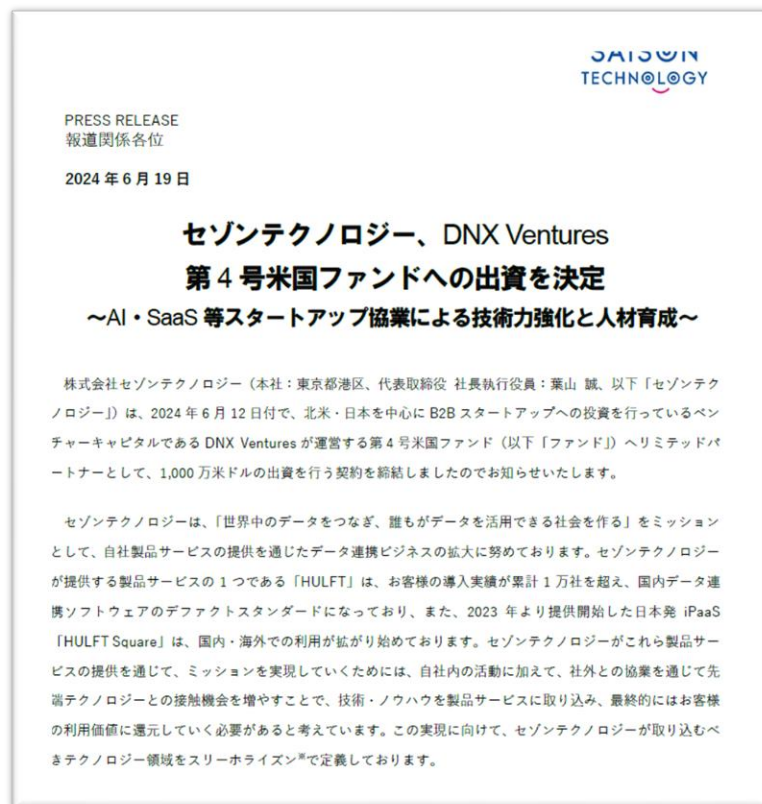 SAISON
TECHNOLOGY
PRESS RELEASE
報道関係各位
2024 年 6 月 19 日
セゾンテクノロジー、DNX Ventures
第 4 号米国ファンドへの出資を決定
～AI・SaaS 等スタートアップ協業による技術力強化と人材育成～
株式会社セゾンテクノロジー（本社：東京都港区、代表取締役 社長執行役員：葉山 誠、以下「セゾンテク
ノロジー」）は、2024 年 6 月 12 日付で、北米・日本を中心に B2B スタートアップへの投資を行っているベン
チャーキャピタルである DNX Ventures が運営する第 4 号米国ファンド（以下「ファンド」）へリミテッドパ
ートナーとして、1,000 万米ドルの出資を行う契約を締結しましたのでお知らせいたします。
セゾンテクノロジーは、「世界中のデータをつなぎ、誰もがデータを活用できる社会を作る」をミッション
として、自社製品サービスの提供を通じたデータ連携ビジネスの拡大に努めております。セゾンテクノロジー
が提供する製品サービスの 1 つである「HULFT」は、お客様の導入実績が累計 1 万社を超え、国内データ連
携ソフトウェアのデファクトスタンダードになっており、また、2023 年より提供開始した日本発 iPaaS
「HULFT Square」は、国内・海外での利用が拡がり始めております。セゾンテクノロジーがこれら製品サー
ビスの提供を通じて、ミッションを実現していくためには、自社内の活動に加えて、社外との協業を通じて先
端テクノロジーとの接触機会を増やすことで、技術・ノウハウを製品サービスに取り込み、最終的にはお客様
の利用価値に還元していく必要があると考えています。この実現に向けて、セゾンテクノロジーが取り込むべ
きテクノロジー領域をスリーホライズン※で定義しております。